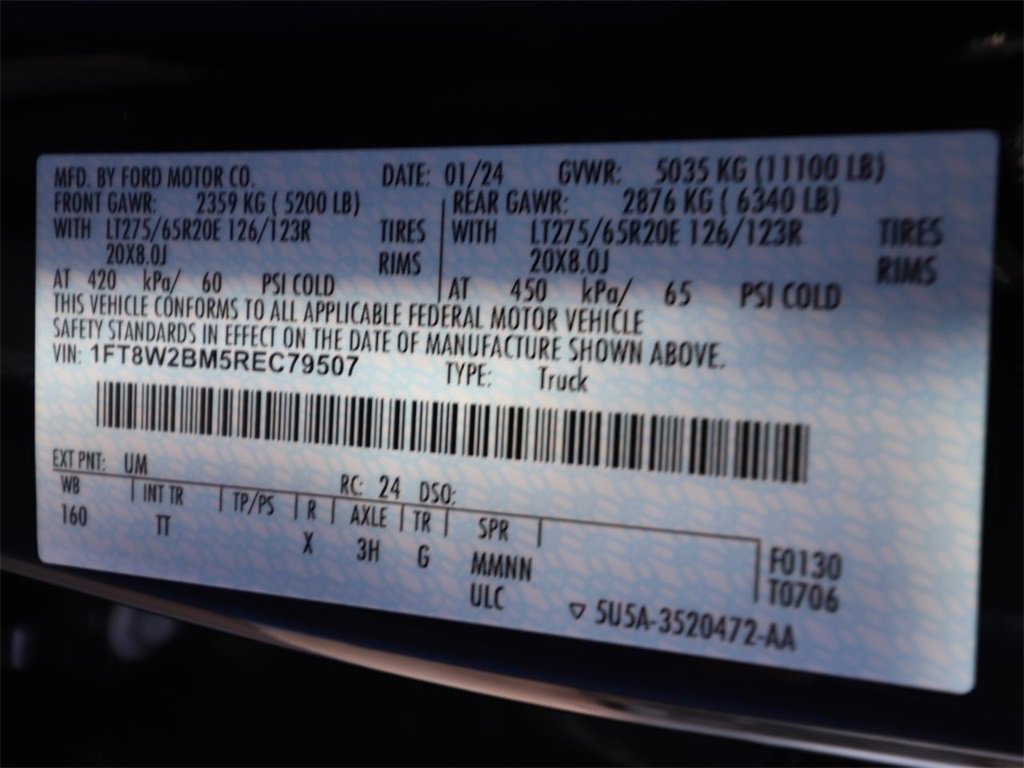 MFD. BY FORD MOTOR CO. DATE: 01/24 GVWR: 5035 KG (11100 LB)
FRONT GAWR: 2359 KG ( 5200 LB) REAR GAWR: 2876 KG ( 6340 LB)
WITH LT275/65R20E 126/123R TIRES WITH LT275/65R20E 126/123R TIRES
20X8.0J RIMS 20X8.0J RIMS
AT 420 kPa/ 60 PSI COLD AT 450 kPa/ 65 PSI COLD
THIS VEHICLE CONFORMS TO ALL APPLICABLE FEDERAL MOTOR VEHICLE
SAFETY STANDARDS IN EFFECT ON THE DATE OF MANUFACTURE SHOWN ABOVE.
VIN: 1FT8W2BM5REC79507 TYPE: Truck
EXT PNT: UM RC: 24 DSO:
WB INT TR TP/PS R AXLE TR SPR
160 TT X 3H G MMNN F0130
ULC T0706
▽ 5U5A-3520472-AA